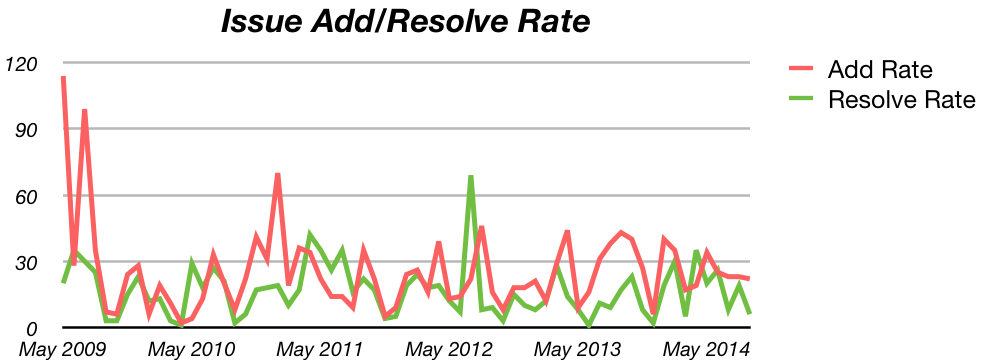 Issue Add/Resolve Rate
120
90
60
30
0
May 2009 May 2010 May 2011 May 2012 May 2013 May 2014
Add Rate
Resolve Rate